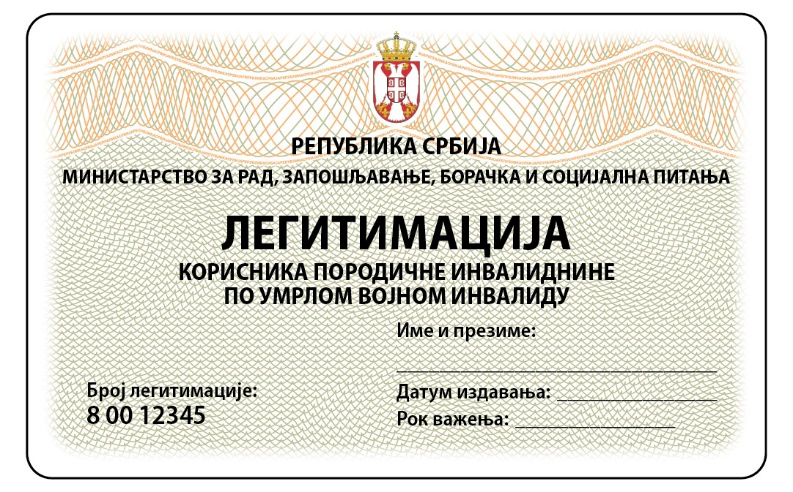 РЕПУБЛИКА СРБИЈА
МИНИСТАРСТВО ЗА РАД, ЗАПОШЉАВАЊЕ, БОРАЧКА И СОЦИЈАЛНА ПИТАЊА
ЛЕГИТИМАЦИЈА
КОРИСНИКА ПОРОДИЧНЕ ИНВАЛИДНИНЕ
ПО УМРЛОМ ВОЈНОМ ИНВАЛИДУ
Име и презиме:
Број легитимације:
8 00 12345
Датум издавања:
Рок важења: